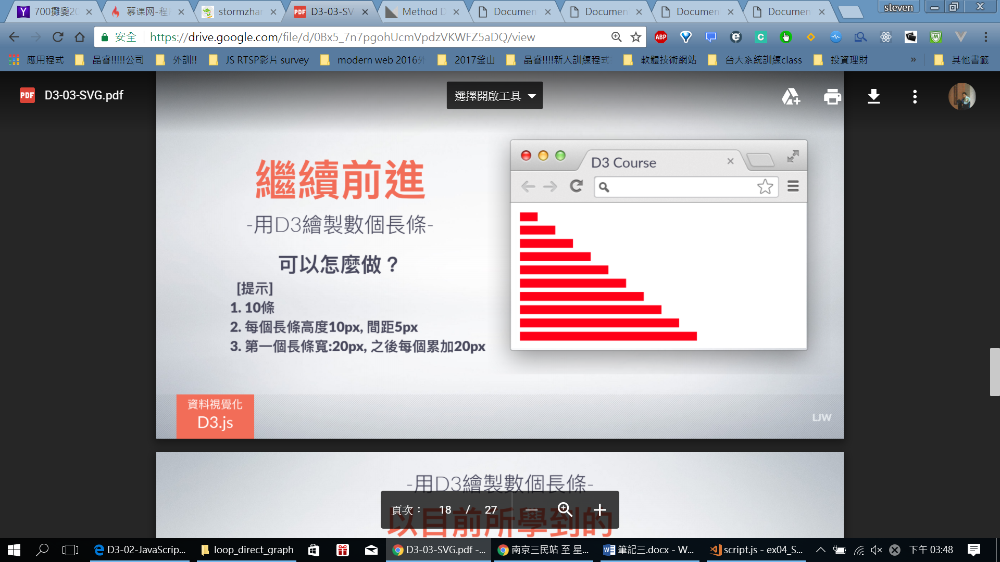 700攤變20
慕课网-程序
stormzhan
D3-03-SV
Method D
Documen
Documen
Documen
Documen
steven
安全
https://drive.google.com/file/d/0Bx5_7n7pgohUcmVpdzVKWFZ5aDQ/view
應用程式
晶睿!!!!!公司
外訓!!
JS RTSP影片 survey
modern web 2016
2017釜山
晶睿!!!!新人訓練程式
軟體技術網站
台大系統訓練class
投資理財
»
其他書籤
PDF
D3-03-SVG.pdf
選擇開啟工具
繼續前進
-用D3繪製數個長條-
可以怎麼做？
[提示]
1. 10條
2. 每個長條高度10px, 間距5px
3. 第一個長條寬:20px, 之後每個累加20px
D3 Course
資料視覺化
D3.js
LJW
-用D3繪製數個長條-
以目前所學到的
頁次： 18 / 27
D3-02-JavaScrip...
loop_direct_graph
D3-03-SVG.pdf -...
南京三民站 至 星...
筆記三.docx - W...
script.js - ex04_S...
下午 03:48